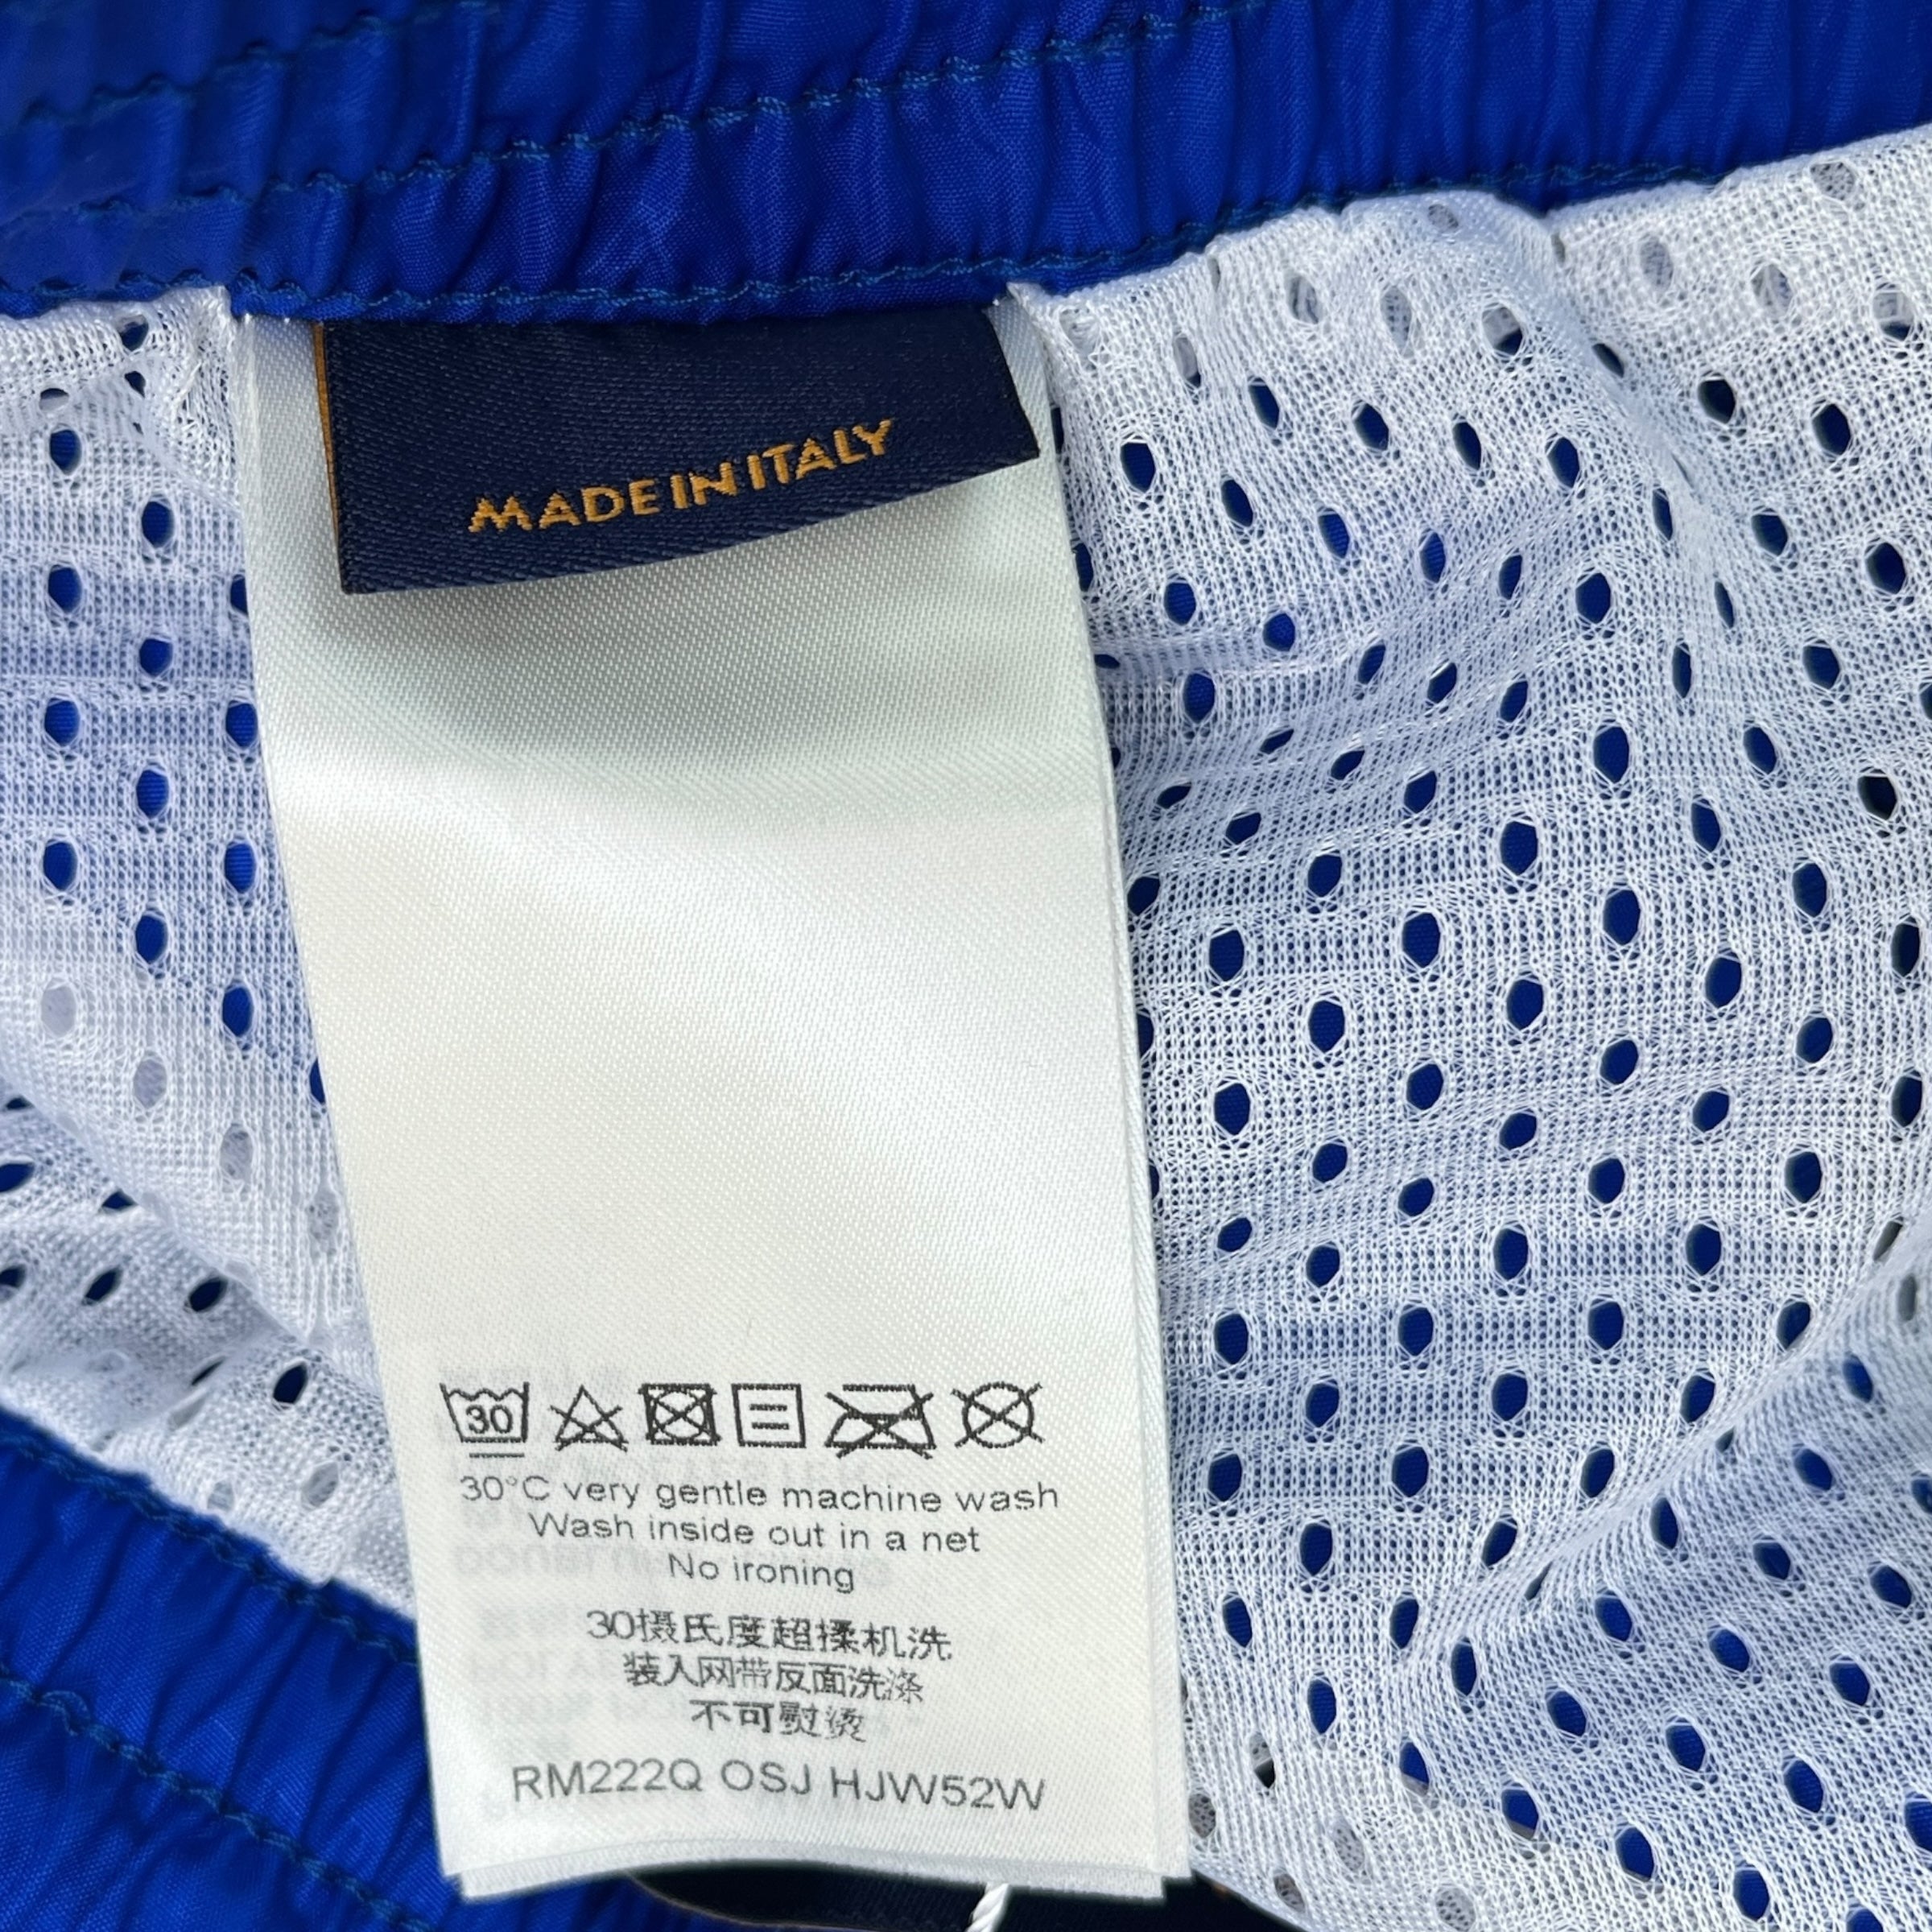 MADE IN ITALY
30
30°C very gentle machine wash
Wash inside out in a net
No ironing
30摄氏度超揉机洗
装入网带反面洗涤
不可熨烫
RM222Q OSJ HJW52W